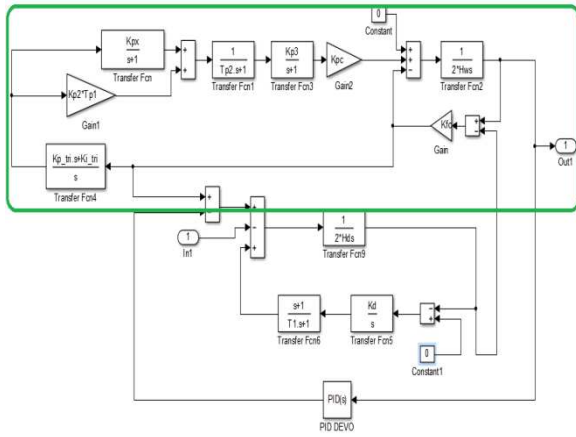 0
Constant
Kpx
s+1
Transfer Fcn
1
Tp2.s+1
Transfer Fcn1
Kp3
s+1
Transfer Fcn3
Kpc
Gain2
1
2*Hws
Transfer Fcn2
Kp2*Tp1
Gain1
Kfc
Gain
1
Out1
Kp_tri.s+Ki_tri
s
Transfer Fcn4
1
In1
1
2*Hds
Transfer Fcn9
s+1
T1.s+1
Transfer Fcn6
Kd
s
Transfer Fcn5
0
Constant1
PID(s)
PID DEVO